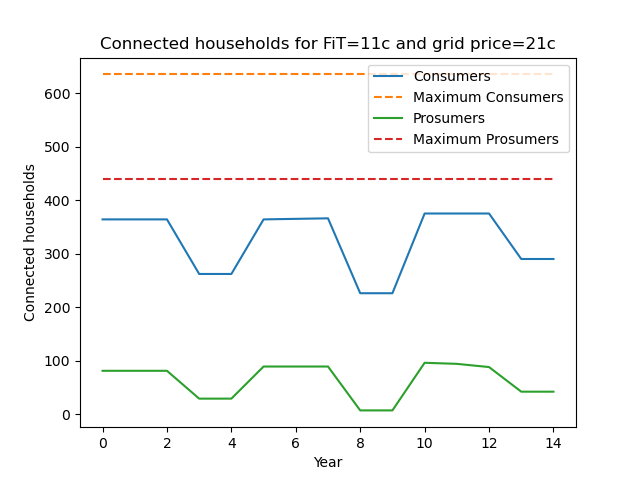 Connected households for FiT=11c and grid price=21c
Consumers
Maximum Consumers
Prosumers
Maximum Prosumers
Connected households
600
500
400
300
200
100
0
0 2 4 6 8 10 12 14
Year